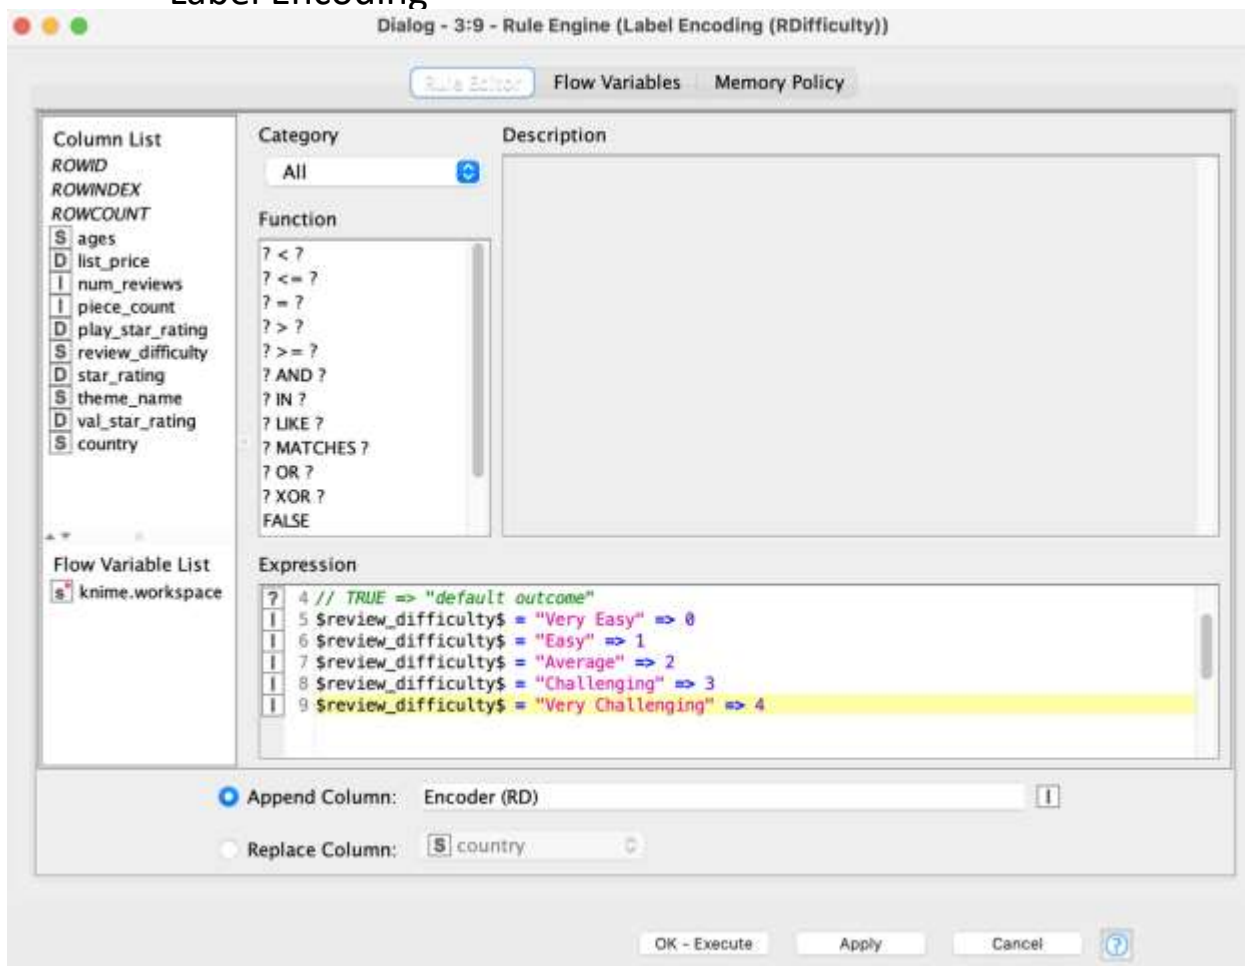 Label Encoding
Dialog - 3:9 - Rule Engine (Label Encoding (RDifficulty))
Rule Editor Flow Variables Memory Policy
Column List
ROWID
ROWINDEX
ROWCOUNT
S ages
D list_price
I num_reviews
I piece_count
D play_star_rating
S review_difficulty
D star_rating
S theme_name
D val_star_rating
S country
Flow Variable List
s knime.workspace
Category
All
Function
? < ?
? <= ?
? = ?
? > ?
? >= ?
? AND ?
? IN ?
? LIKE ?
? MATCHES ?
? OR ?
? XOR ?
FALSE
Description
Expression
? 4 // TRUE => "default outcome"
I 5 $review_difficulty$ = "Very Easy" => 0
I 6 $review_difficulty$ = "Easy" => 1
I 7 $review_difficulty$ = "Average" => 2
I 8 $review_difficulty$ = "Challenging" => 3
I 9 $review_difficulty$ = "Very Challenging" => 4
Append Column: Encoder (RD) I
Replace Column: S country
OK - Execute Apply Cancel ?